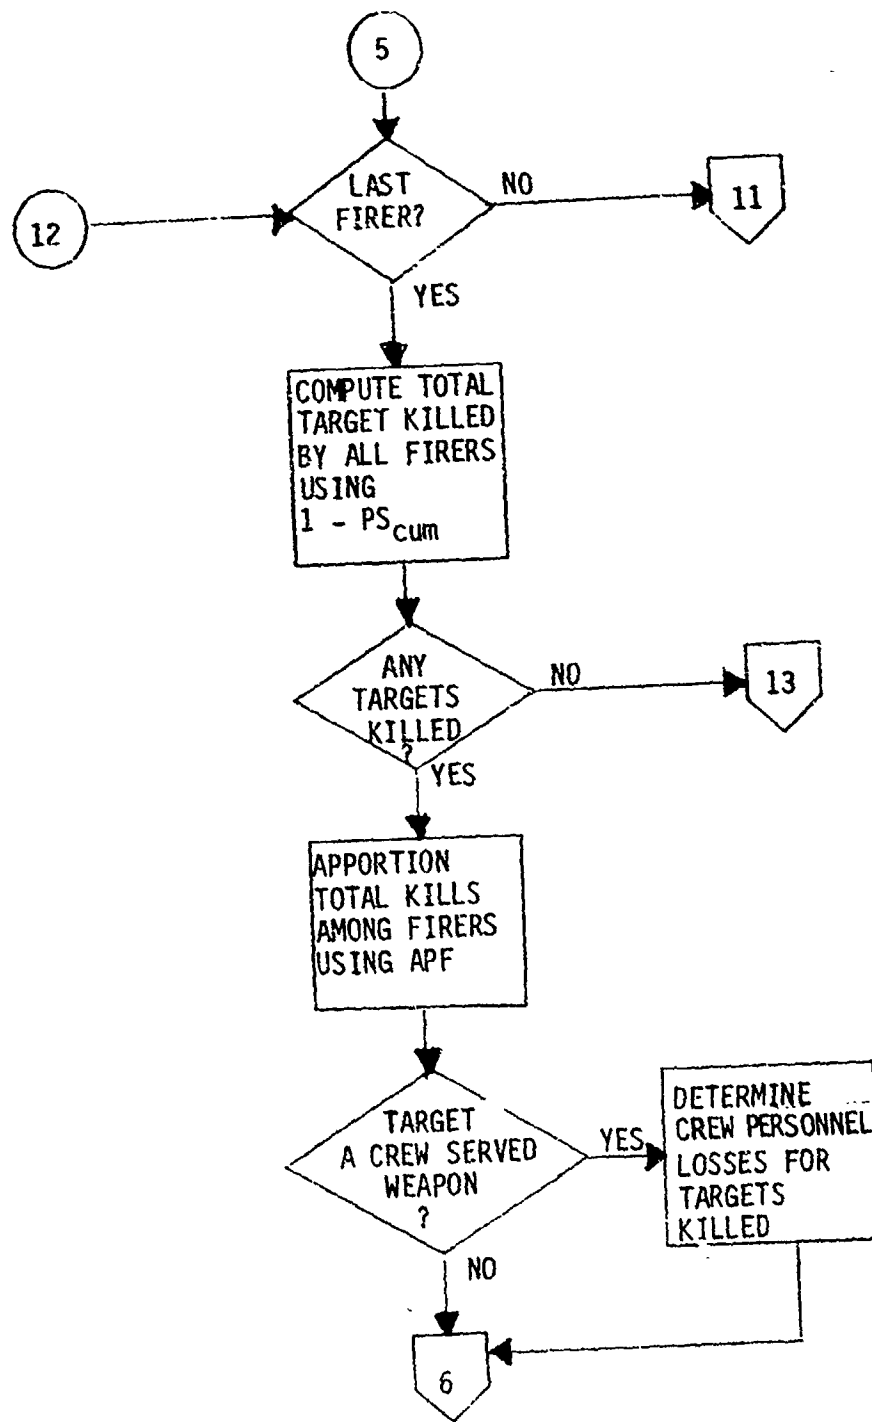 5
LAST
FIRER?
NO
11
12
YES
COMPUTE TOTAL
TARGET KILLED
BY ALL FIRERS
USING
1 - PScum
ANY
TARGETS
KILLED
?
NO
13
YES
APPORTION
TOTAL KILLS
AMONG FIRERS
USING APF
TARGET
A CREW SERVED
WEAPON
?
YES
DETERMINE
CREW PERSONNEL
LOSSES FOR
TARGETS
KILLED
NO
6